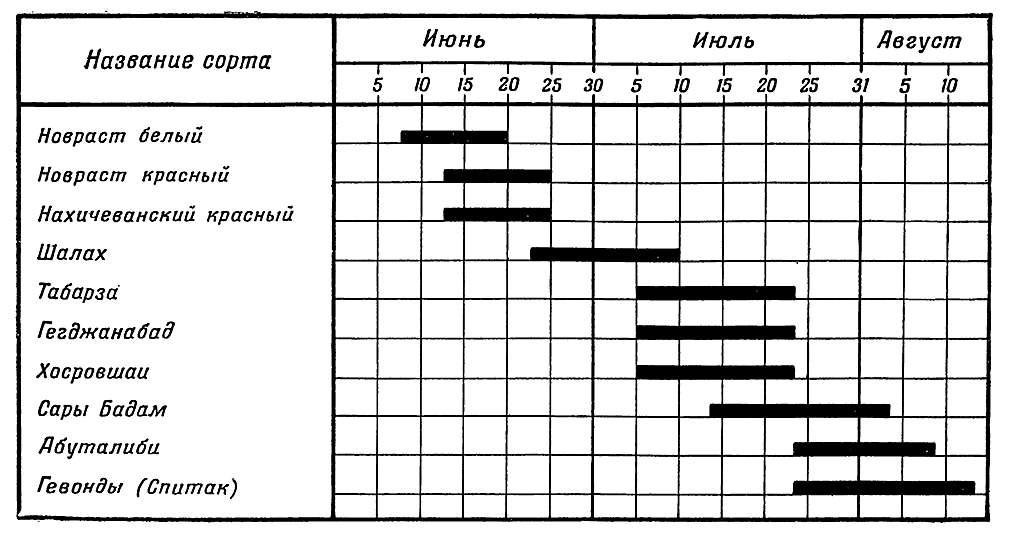 Название сорта
Июнь Июль Август
5 10 15 20 25 30 5 10 15 20 25 31 5 10
Новраст белый
Новраст красный
Нахичеванский красный
Шалах
Табарза
Гегджанабад
Хосровшаи
Сары Бадам
Абуталиби
Гевонды (Спитак)